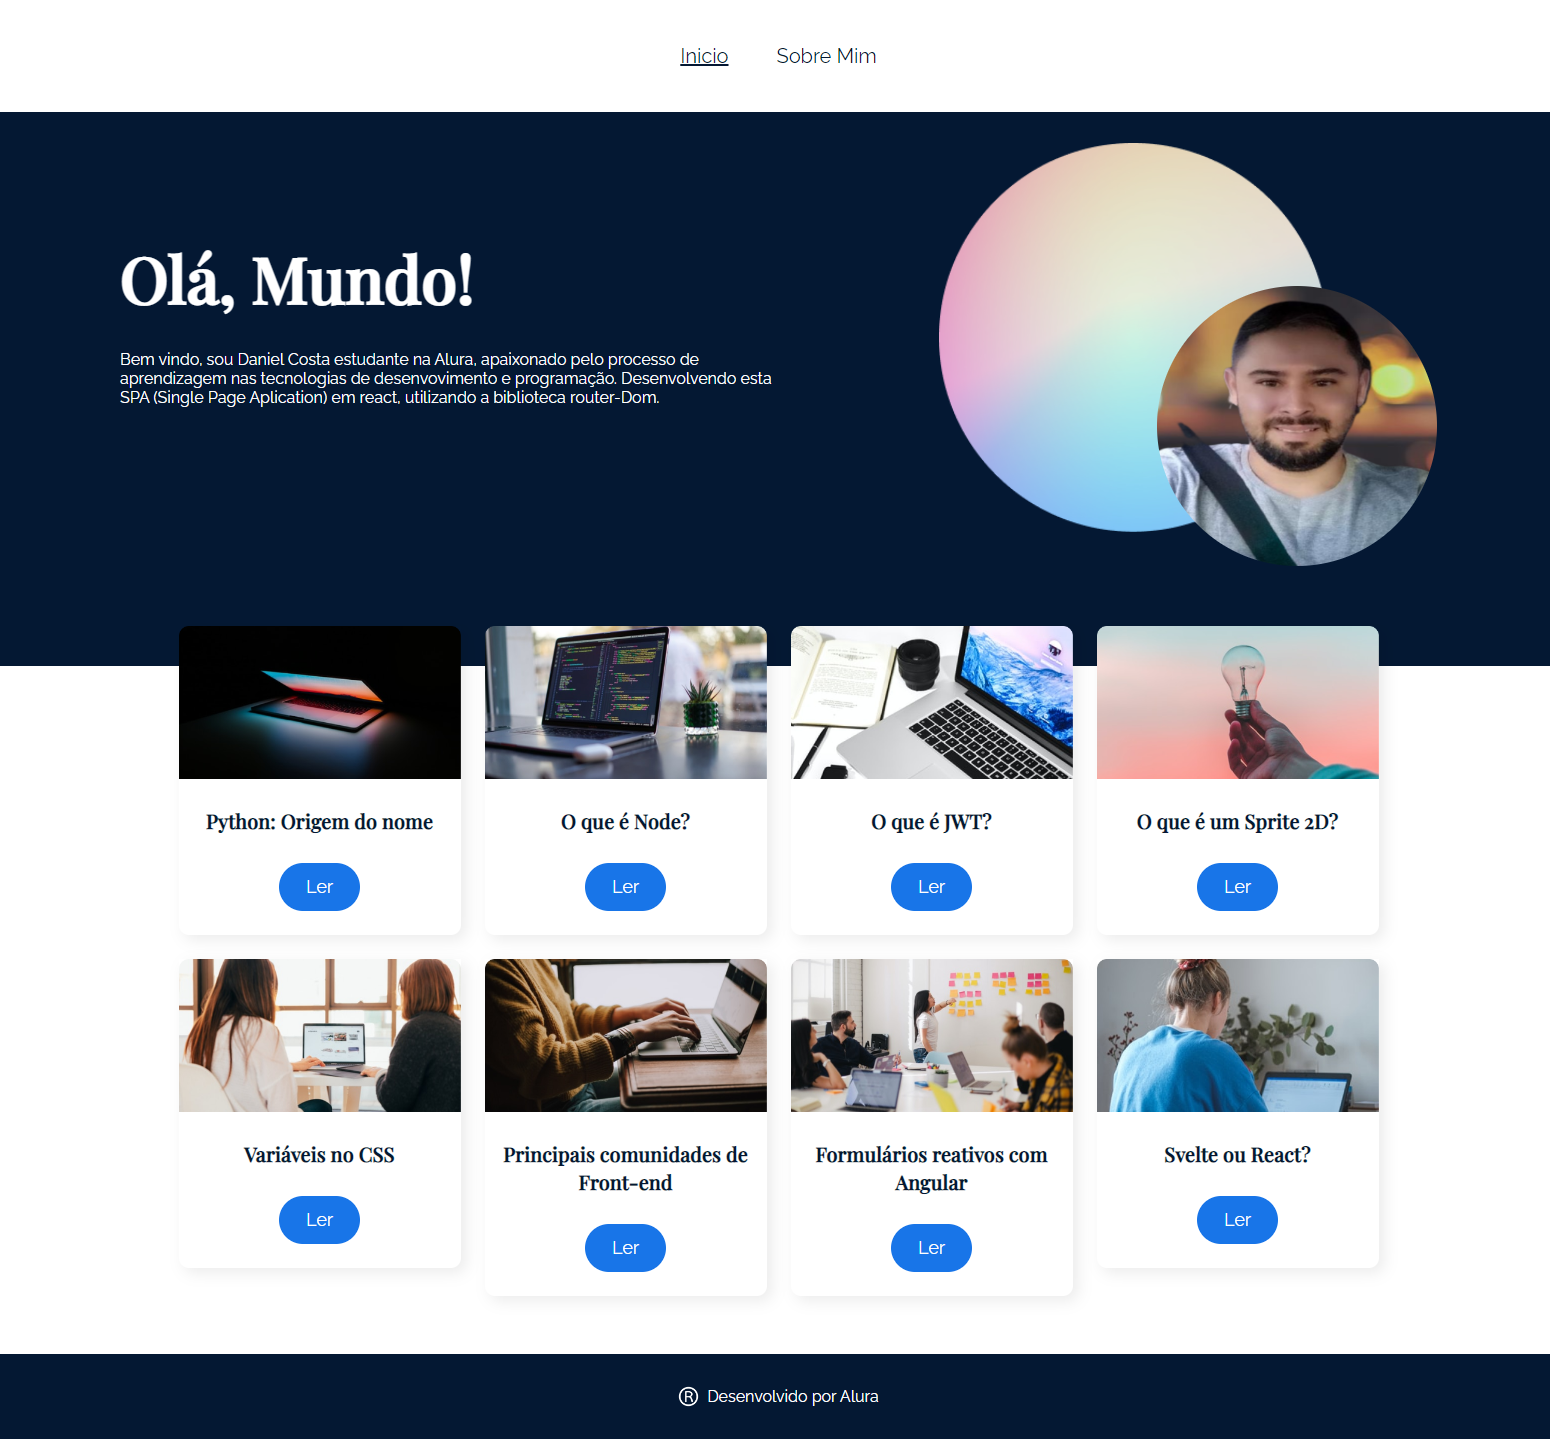 Inicio
Sobre Mim
Olá, Mundo!
Bem vindo, sou Daniel Costa estudante na Alura, apaixonado pelo processo de
aprendizagem nas tecnologias de desenvovimento e programação. Desenvolvendo esta
SPA (Single Page Aplication) em react, utilizando a biblioteca router-Dom.
Python: Origem do nome
Ler
O que é Node?
Ler
O que é JWT?
Ler
O que é um Sprite 2D?
Ler
Variáveis no CSS
Ler
Principais comunidades de
Front-end
Ler
Formulários reativos com
Angular
Ler
Svelte ou React?
Ler
® Desenvolvido por Alura